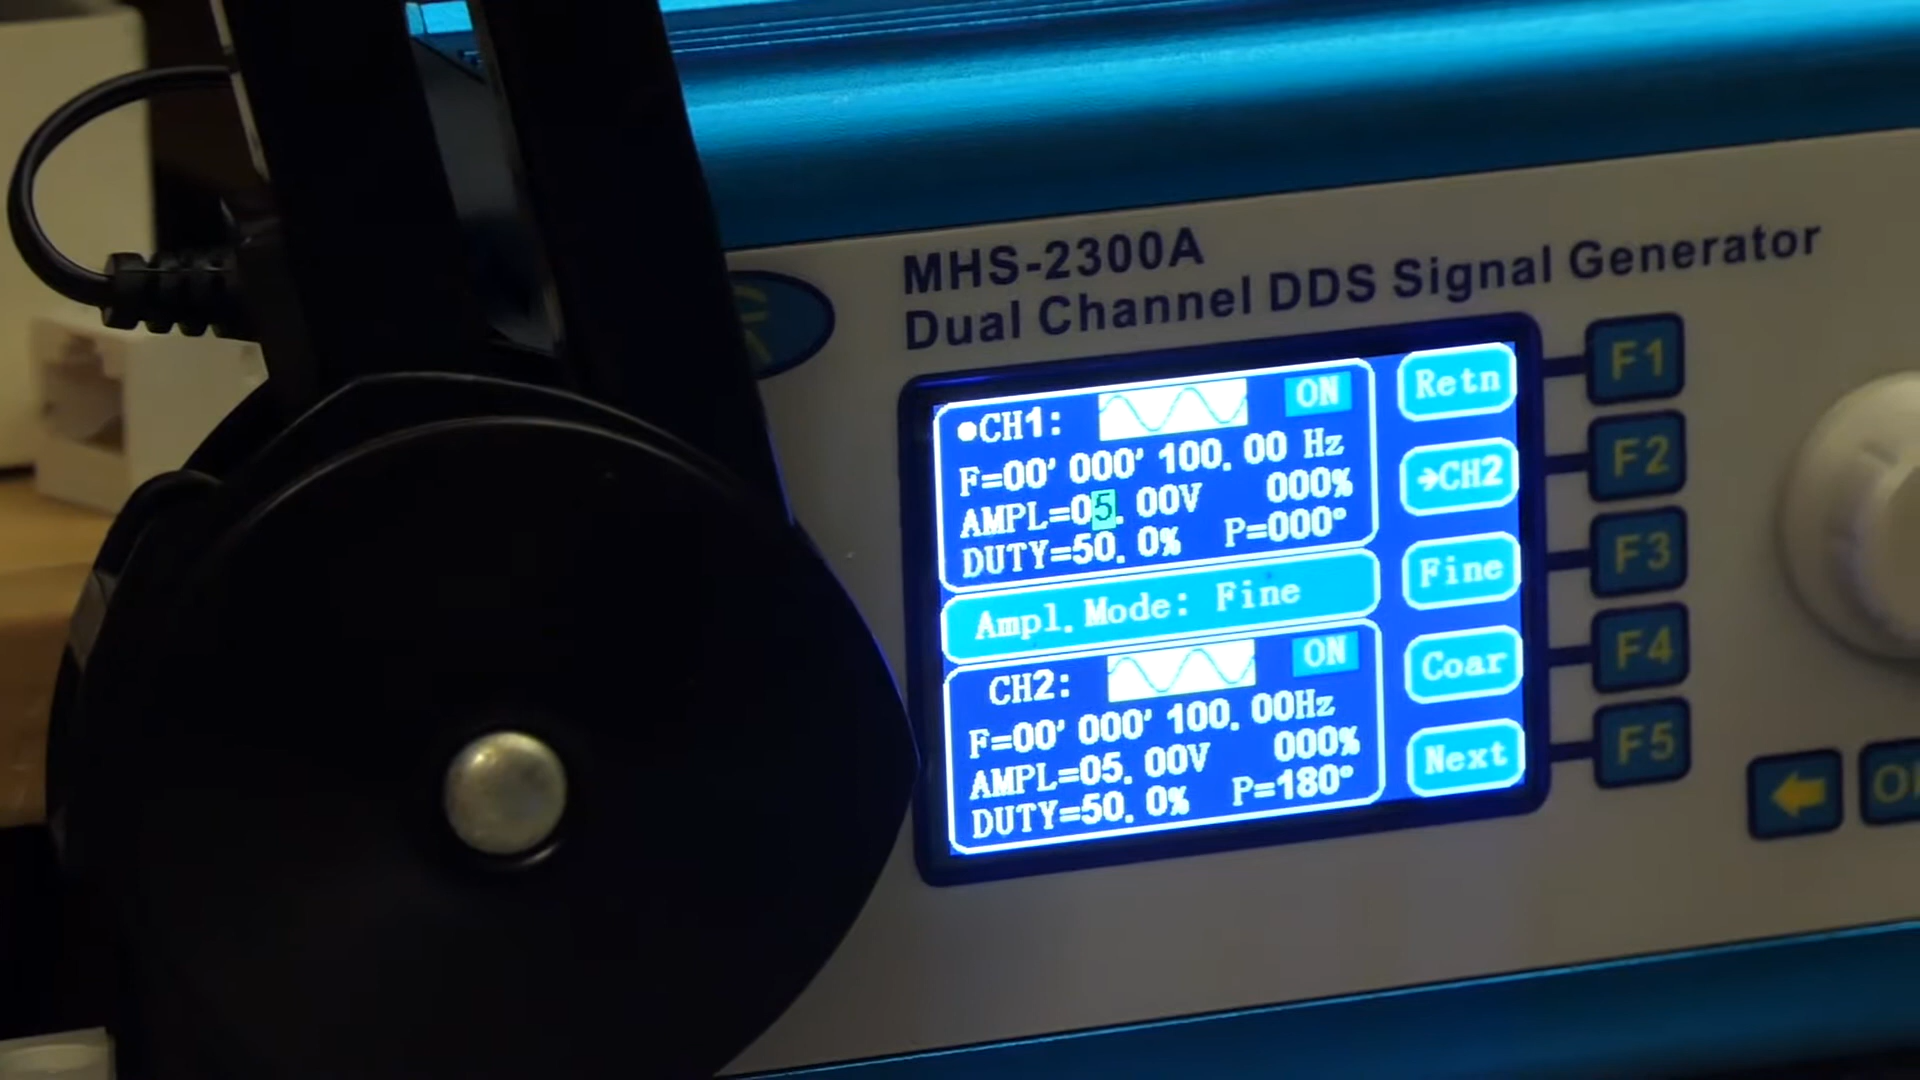 MHS-2300A
Dual Channel DDS Signal Generator
●CH1: ON
F=00' 000' 100. 00 Hz
AMPL=05. 00V 000%
DUTY=50. 0% P=000°
Ampl. Mode: Fine
CH2: ON
F=00' 000' 100. 00Hz
AMPL=05. 00V 000%
DUTY=50. 0% P=180°
Retn
→CH2
Fine
Coar
Next
F1
F2
F3
F4
F5